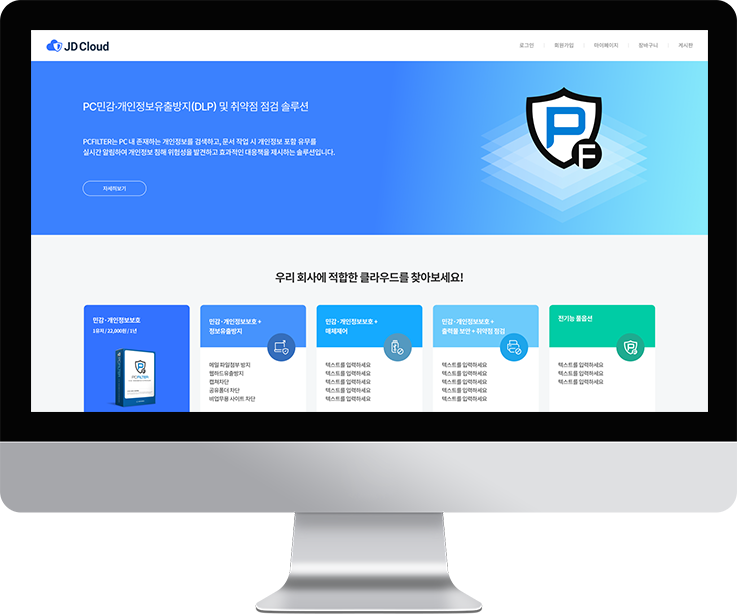 JD Cloud
로그인 회원가입 마이페이지 장바구니 게시판
PC민감·개인정보유출방지(DLP) 및 취약점 점검 솔루션
PCFILTER는 PC 내 존재하는 개인정보를 검색하고, 문서 작업 시 개인정보 포함 유무를
실시간 알림하여 개인정보 침해 위험성을 발견하고 효과적인 대응책을 제시하는 솔루션입니다.
자세히보기
P
F
우리 회사에 적합한 클라우드를 찾아보세요!
민감·개인정보보호
1유저 / 22,000원 / 1년
PCFILTER
민감·개인정보보호 +
정보유출방지
메일 파일첨부 방지
웹하드유출방지
캡쳐차단
공유폴더 차단
비업무용 사이트 차단
민감·개인정보보호 +
매체제어
텍스트를 입력하세요
텍스트를 입력하세요
텍스트를 입력하세요
텍스트를 입력하세요
텍스트를 입력하세요
민감·개인정보보호 +
출력물 보안 + 취약점 점검
텍스트를 입력하세요
텍스트를 입력하세요
텍스트를 입력하세요
텍스트를 입력하세요
텍스트를 입력하세요
전기능 풀옵션
텍스트를 입력하세요
텍스트를 입력하세요
텍스트를 입력하세요